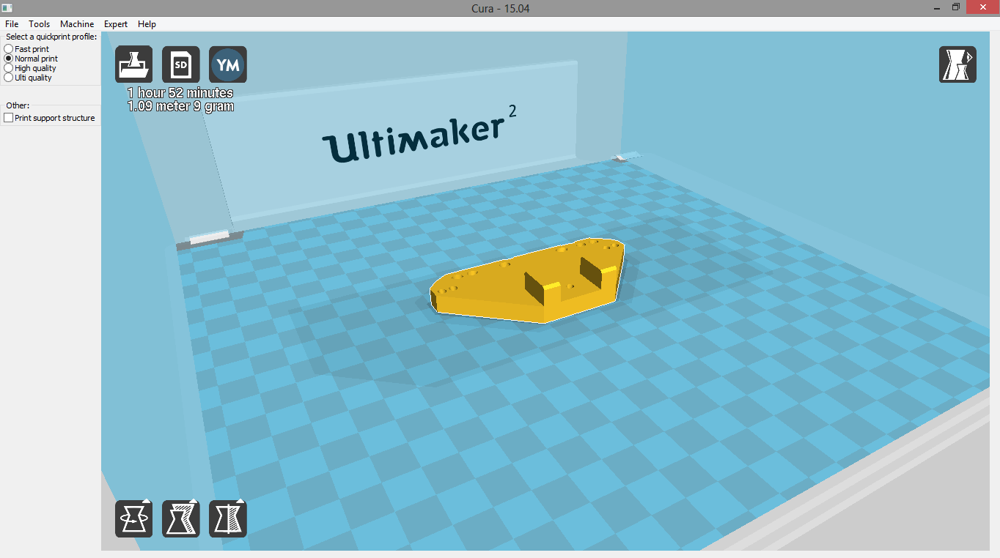 Cura - 15.04
File Tools Machine Expert Help
Select a quickprint profile:
Fast print
Normal print
High quality
Ulti quality
Other:
Print support structure
SD
YM
1 hour 52 minutes
1.09 meter 9 gram
Ultimaker 2